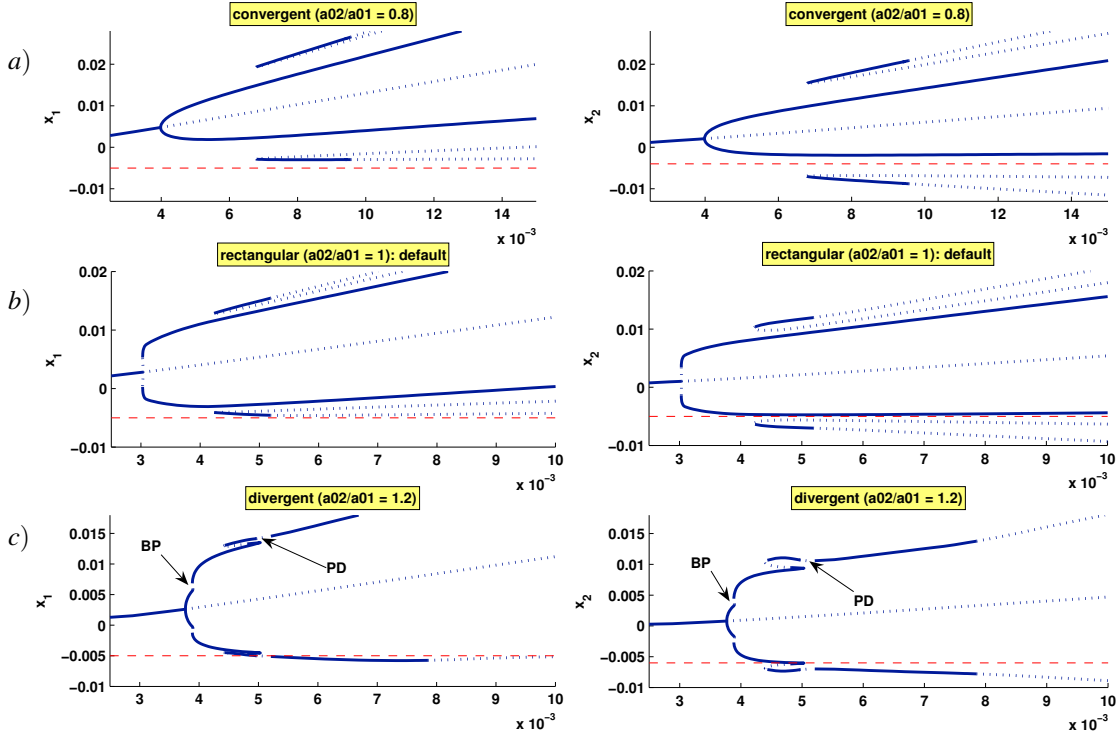 convergent (a02/a01 = 0.8)
convergent (a02/a01 = 0.8)
a)
0.02
0.01
0
−0.01
x_1
4 6 8 10 12 14
x 10^−3
0.02
0.01
0
−0.01
x_2
4 6 8 10 12 14
x 10^−3
rectangular (a02/a01 = 1): default
rectangular (a02/a01 = 1): default
b)
0.02
0.01
0
−0.01
x_1
3 4 5 6 7 8 9 10
x 10^−3
0.02
0.01
0
−0.01
x_2
3 4 5 6 7 8 9 10
x 10^−3
divergent (a02/a01 = 1.2)
divergent (a02/a01 = 1.2)
c)
0.015
0.01
0.005
0
−0.005
−0.01
x_1
BP
PD
3 4 5 6 7 8 9 10
x 10^−3
0.015
0.01
0.005
0
−0.005
−0.01
x_2
BP
PD
3 4 5 6 7 8 9 10
x 10^−3